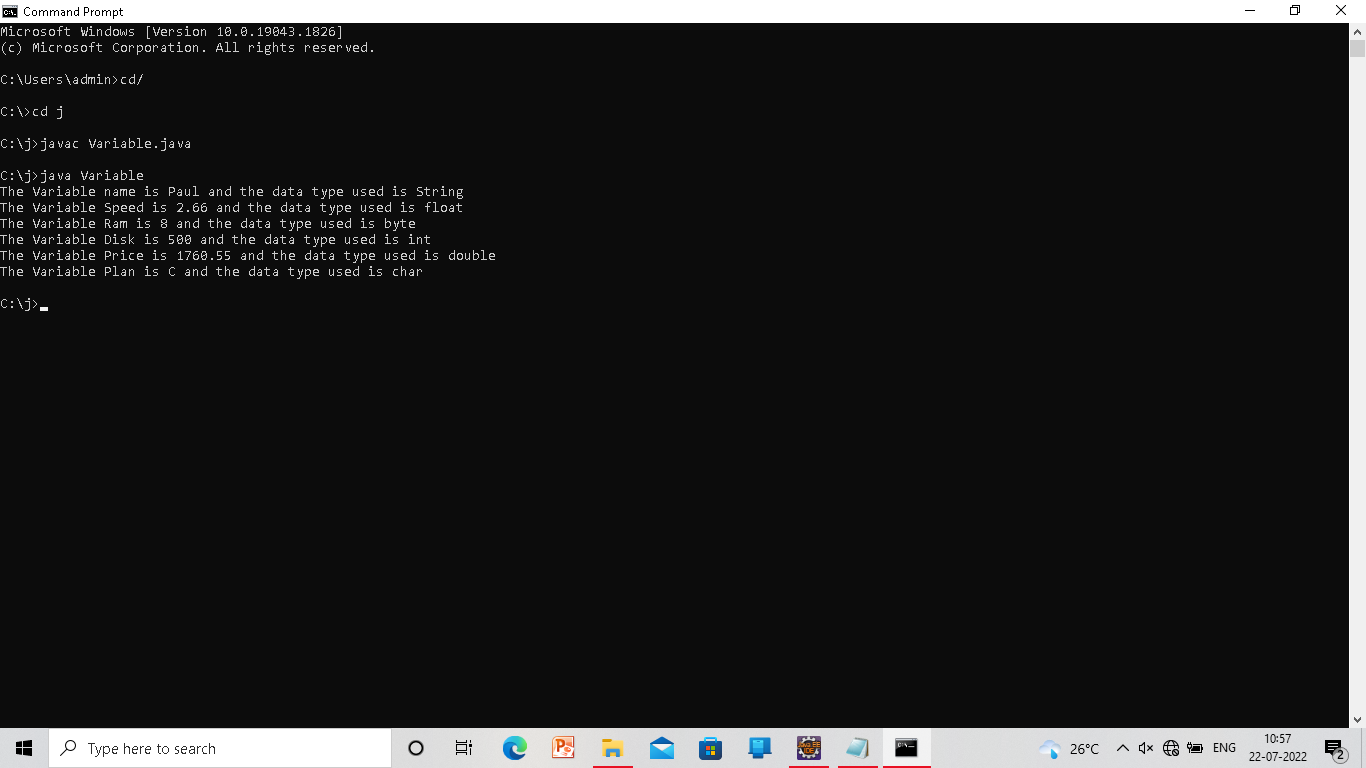 Command Prompt
Microsoft Windows [Version 10.0.19043.1826]
(c) Microsoft Corporation. All rights reserved.
C:\Users\admin>cd/
C:\>cd j
C:\j>javac Variable.java
C:\j>java Variable
The Variable name is Paul and the data type used is String
The Variable Speed is 2.66 and the data type used is float
The Variable Ram is 8 and the data type used is byte
The Variable Disk is 500 and the data type used is int
The Variable Price is 1760.55 and the data type used is double
The Variable Plan is C and the data type used is char
C:\j>
Type here to search
26°C
ENG
10:57
22-07-2022
2